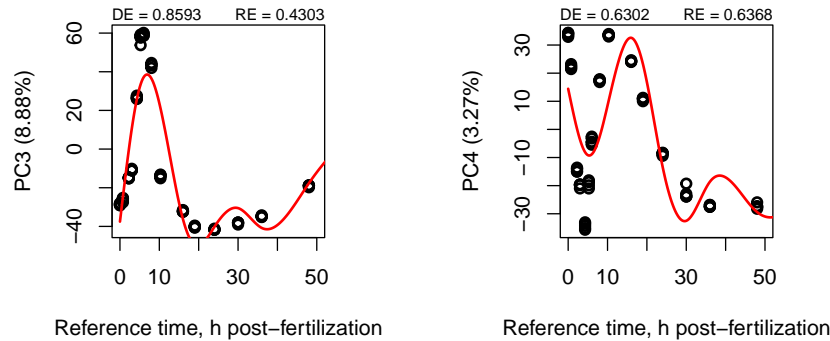 DE = 0.8593 RE = 0.4303
PC3 (8.88%)
60
20
0
−40
0 10 30 50
Reference time, h post−fertilization
DE = 0.6302 RE = 0.6368
PC4 (3.27%)
30
10
−10
−30
0 10 30 50
Reference time, h post−fertilization